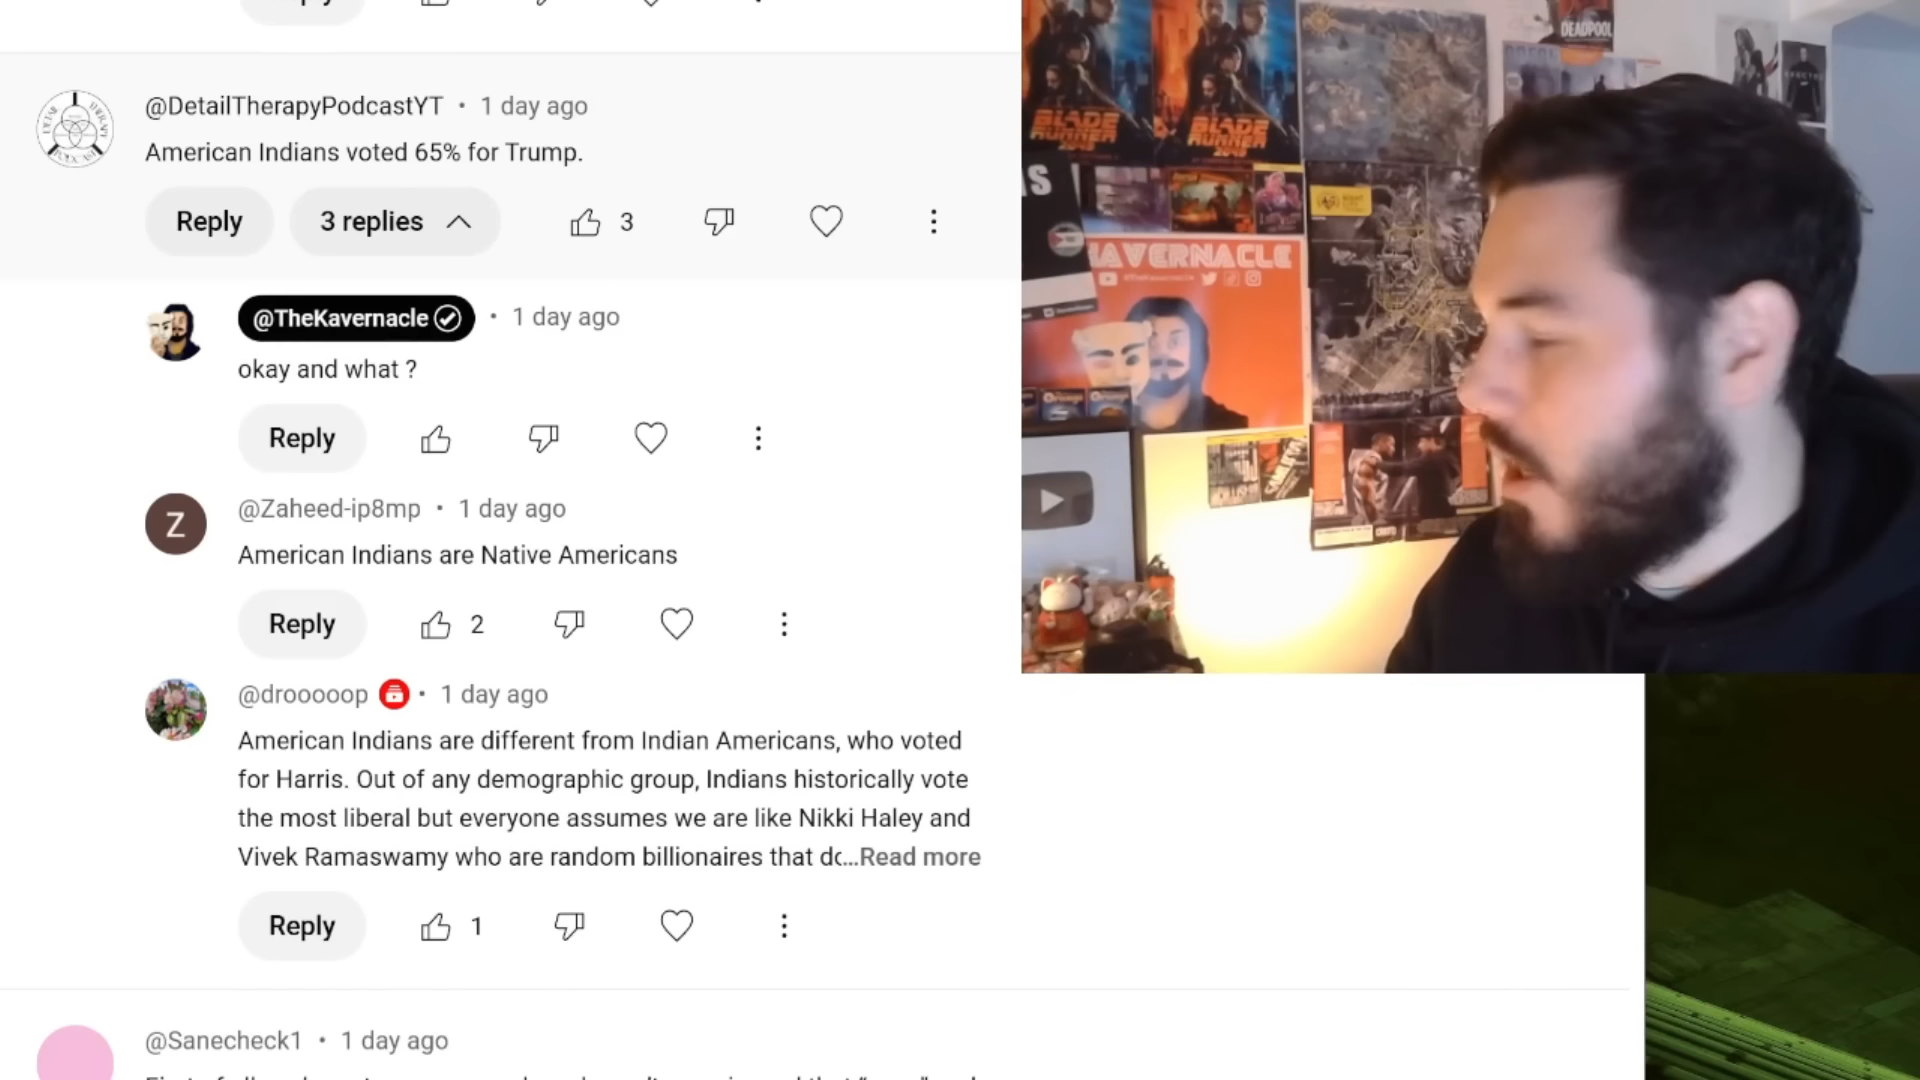 Reply
@DetailTherapyPodcastYT • 1 day ago
American Indians voted 65% for Trump.
Reply
3 replies
3
@TheKavernacle • 1 day ago
okay and what ?
Reply
Z
@Zaheed-ip8mp • 1 day ago
American Indians are Native Americans
Reply
2
@drooooop • 1 day ago
American Indians are different from Indian Americans, who voted
for Harris. Out of any demographic group, Indians historically vote
the most liberal but everyone assumes we are like Nikki Haley and
Vivek Ramaswamy who are random billionaires that dc...Read more
Reply
1
@Sanecheck1 • 1 day ago
BLADE
RUNNER
BLADE
RUNNER
DEADPOOL
KAVERNACLE